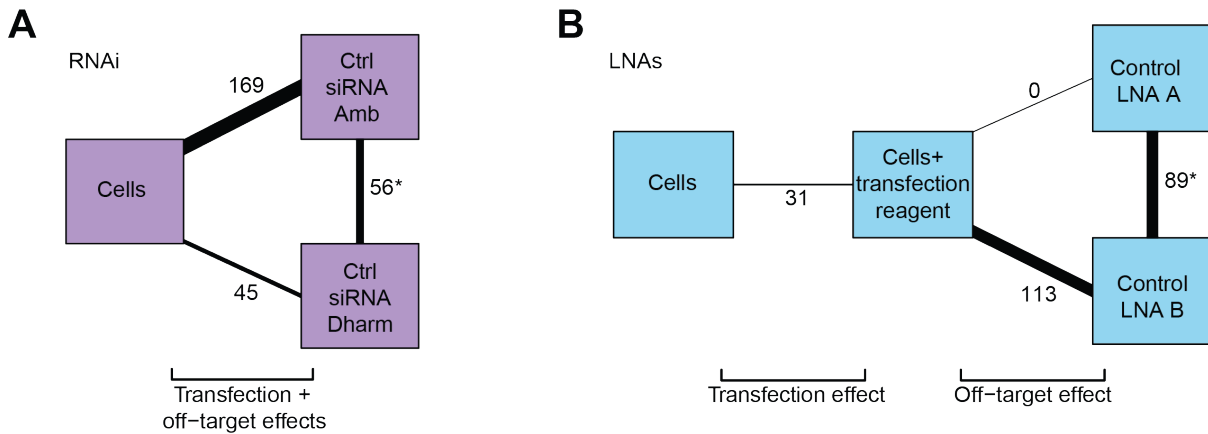 A
RNAi
169
Ctrl
siRNA
Amb
Cells
56*
45
Ctrl
siRNA
Dharm
Transfection +
off−target effects
B
LNAs
0
Control
LNA A
Cells
31
Cells+
transfection
reagent
89*
113
Control
LNA B
Transfection effect
Off−target effect